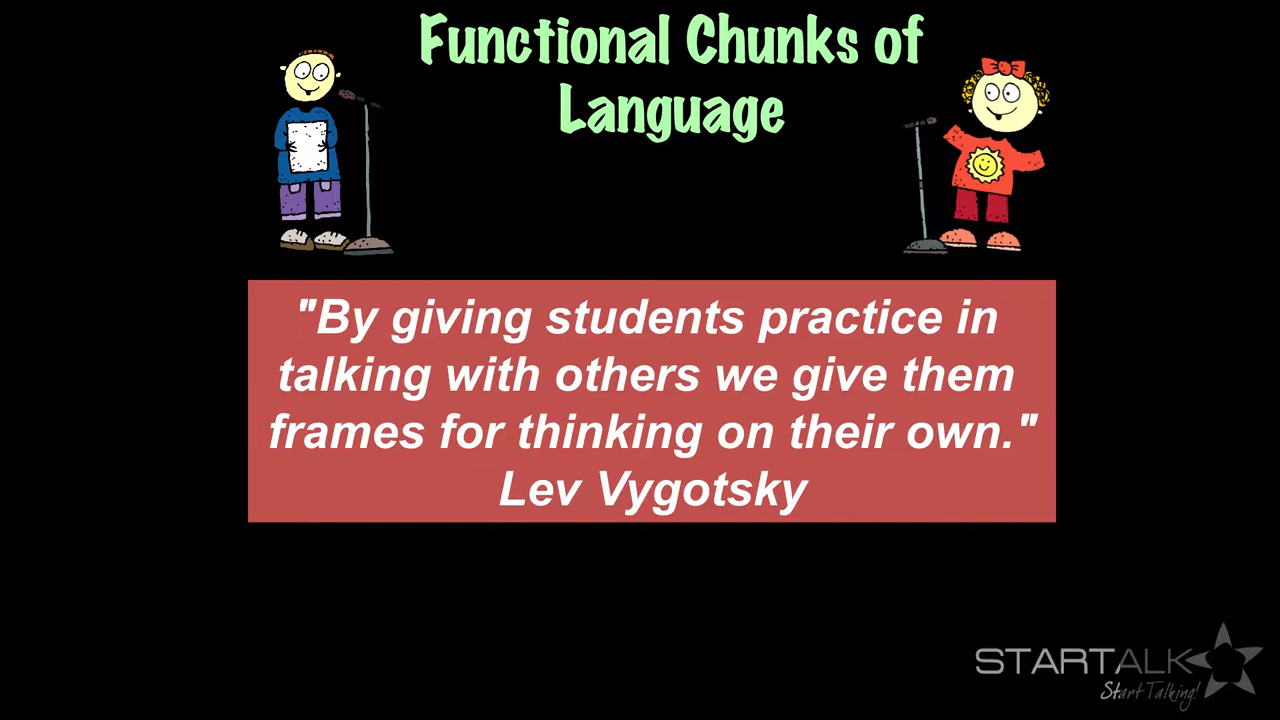 Functional Chunks of
Language
"By giving students practice in
talking with others we give them
frames for thinking on their own."
Lev Vygotsky
STARTALK
Start Talking!